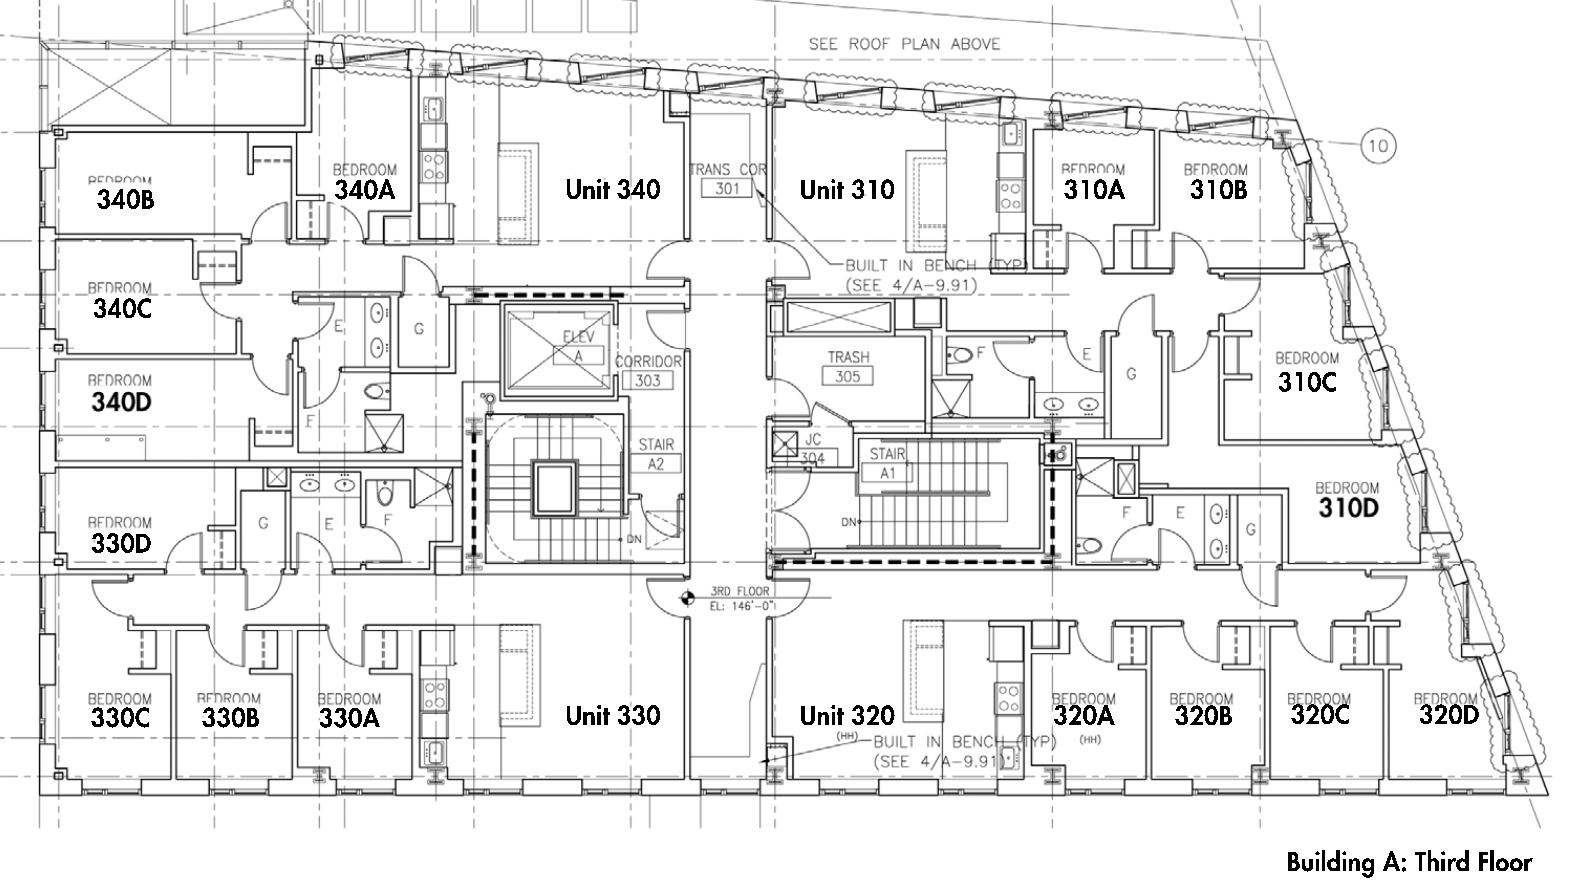 SEE ROOF PLAN ABOVE
10
BEDROOM
340B
BEDROOM
340A
Unit 340
TRANS COR
301
Unit 310
BEDROOM
310A
BEDROOM
310B
BUILT IN BENCH (TYP)
(SEE 4/A-9.91)
BEDROOM
340C
E
G
ELEV
A
CORRIDOR
303
TRASH
305
F
E
G
BEDROOM
310C
BEDROOM
340D
F
STAIR
A2
JC
304
STAIR
A1
DN
BEDROOM
310D
BEDROOM
330D
G
E
F
DN
F
E
G
3RD FLOOR
EL: 146'-0"
BEDROOM
330C
BEDROOM
330B
BEDROOM
330A
Unit 330
Unit 320
(HH)
BUILT IN BENCH (TYP)
(SEE 4/A-9.91)
BEDROOM
320A
(HH)
BEDROOM
320B
BEDROOM
320C
BEDROOM
320D
Building A: Third Floor